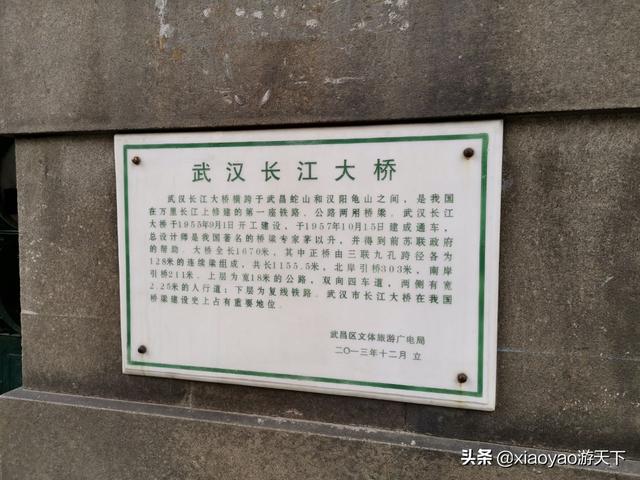 武汉长江大桥
武汉长江大桥横跨于武昌蛇山和汉阳龟山之间，是我国
在万里长江上修建的第一座铁路、公路两用桥梁。武汉长江
大桥于1955年9月1日开工建设，于1957年10月15日建成通车，
总设计师是我国著名的桥梁专家茅以升，并得到前苏联政府
的帮助。大桥全长1670米，其中正桥由三联九孔跨径各为
128米的连续梁组成，共长1155.5米，北岸引桥303米，南岸
引桥211米。上层为宽18米的公路，双向四车道，两侧有宽
2.25米的人行道；下层为复线铁路。武汉市长江大桥在我国
桥梁建设史上占有重要地位。
武昌区文体旅游广电局
二〇一三年十二月 立
头条 @xiaoyao游天下